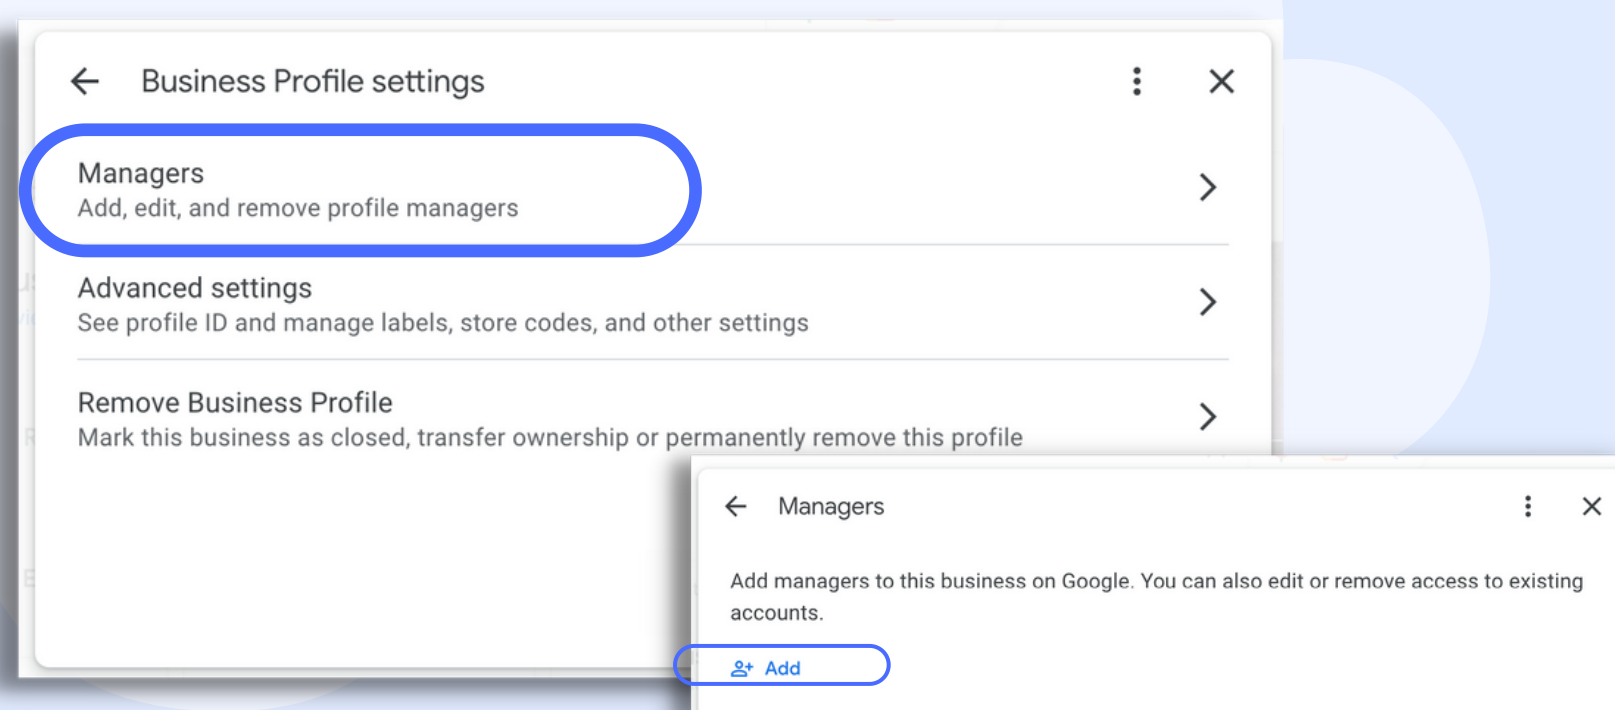 Business Profile settings
Managers
Add, edit, and remove profile managers
Advanced settings
See profile ID and manage labels, store codes, and other settings
Remove Business Profile
Mark this business as closed, transfer ownership or permanently remove this profile
Managers
Add managers to this business on Google. You can also edit or remove access to existing
accounts.
Add